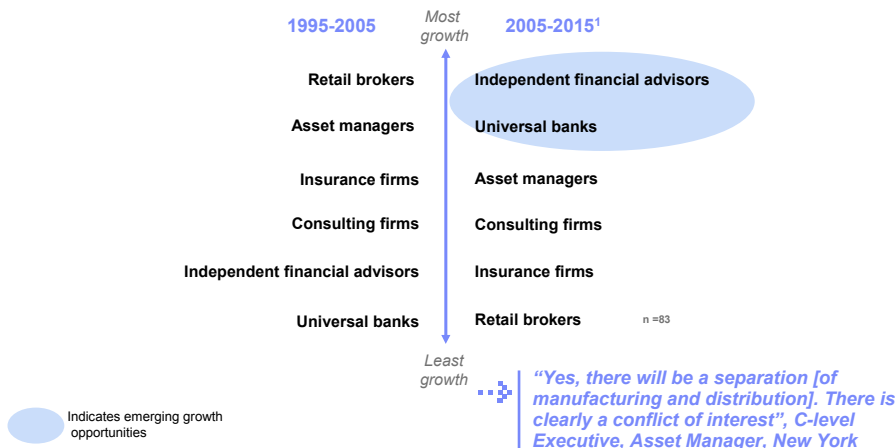 1995-2005
Most
growth
2005-2015¹
Retail brokers
Independent financial advisors
Asset managers
Universal banks
Insurance firms
Asset managers
Consulting firms
Consulting firms
Independent financial advisors
Insurance firms
Universal banks
Retail brokers
n =83
Least
growth
“Yes, there will be a separation [of
manufacturing and distribution]. There is
clearly a conflict of interest”, C-level
Executive, Asset Manager, New York
Indicates emerging growth
opportunities